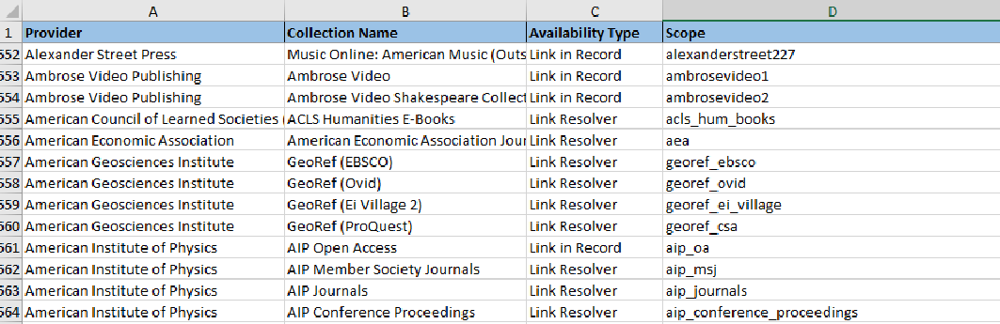 A B C D
1 Provider Collection Name Availability Type Scope
552 Alexander Street Press Music Online: American Music (Outs Link in Record alexanderstreet227
553 Ambrose Video Publishing Ambrose Video Link in Record ambrosevideo1
554 Ambrose Video Publishing Ambrose Video Shakespeare Collect Link in Record ambrosevideo2
555 American Council of Learned Societies ( ACLS Humanities E-Books Link Resolver acls_hum_books
556 American Economic Association American Economic Association Jour Link Resolver aea
557 American Geosciences Institute GeoRef (EBSCO) Link Resolver georef_ebsco
558 American Geosciences Institute GeoRef (Ovid) Link Resolver georef_ovid
559 American Geosciences Institute GeoRef (Ei Village 2) Link Resolver georef_ei_village
560 American Geosciences Institute GeoRef (ProQuest) Link Resolver georef_csa
561 American Institute of Physics AIP Open Access Link in Record aip_oa
562 American Institute of Physics AIP Member Society Journals Link Resolver aip_msj
563 American Institute of Physics AIP Journals Link Resolver aip_journals
564 American Institute of Physics AIP Conference Proceedings Link Resolver aip_conference_proceedings